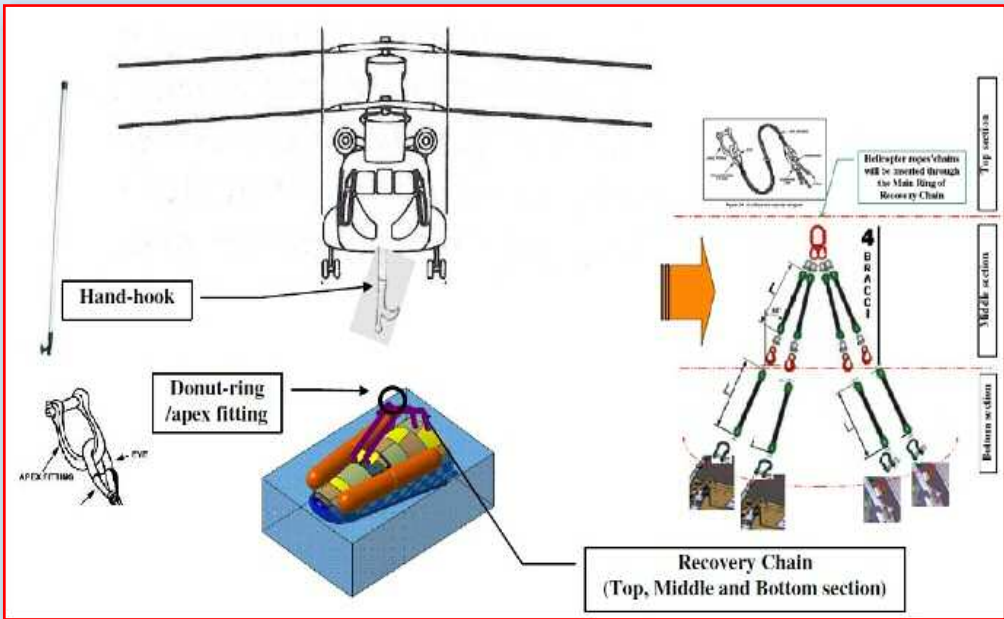 Hand-hook
Donut-ring
/apex fitting
APEX FITTING
EYE
Helicopter ropes/chains
will be inserted through
the Main Ring of
Recovery Chain
4 BRACCI
L
L
L
Top section
Middle section
Bottom section
Recovery Chain
(Top, Middle and Bottom section)